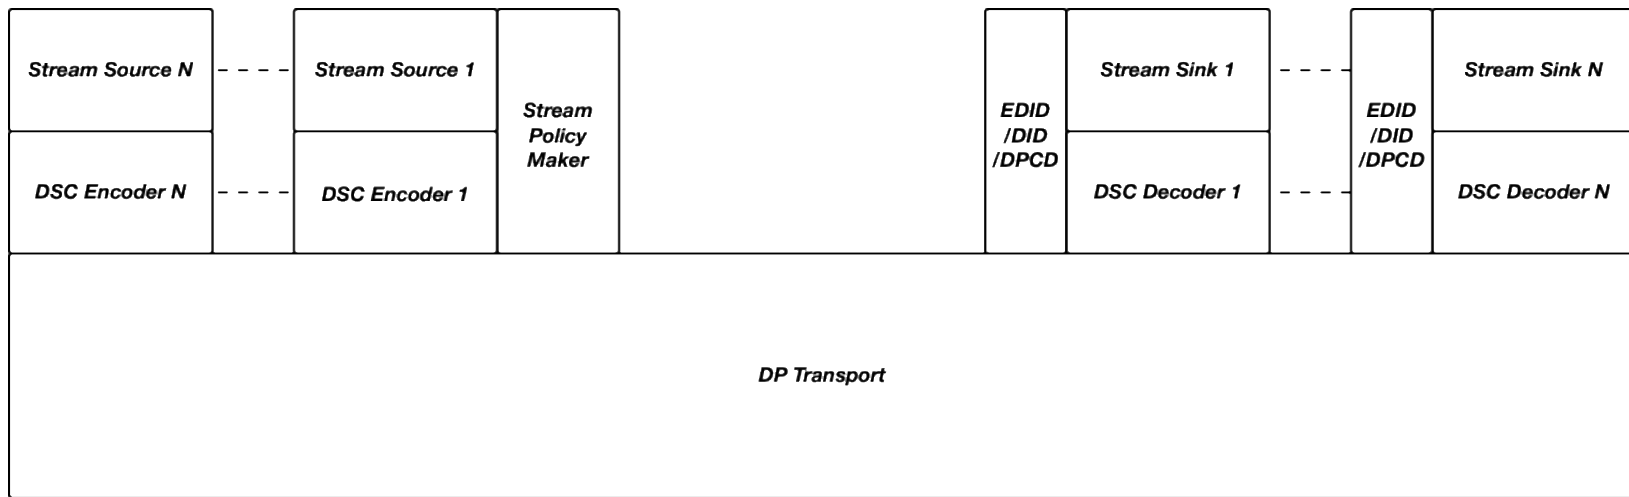 Stream Source N
Stream Source 1
Stream
Policy
Maker
EDID
/DID
/DPCD
Stream Sink 1
EDID
/DID
/DPCD
Stream Sink N
DSC Encoder N
DSC Encoder 1
DSC Decoder 1
DSC Decoder N
DP Transport